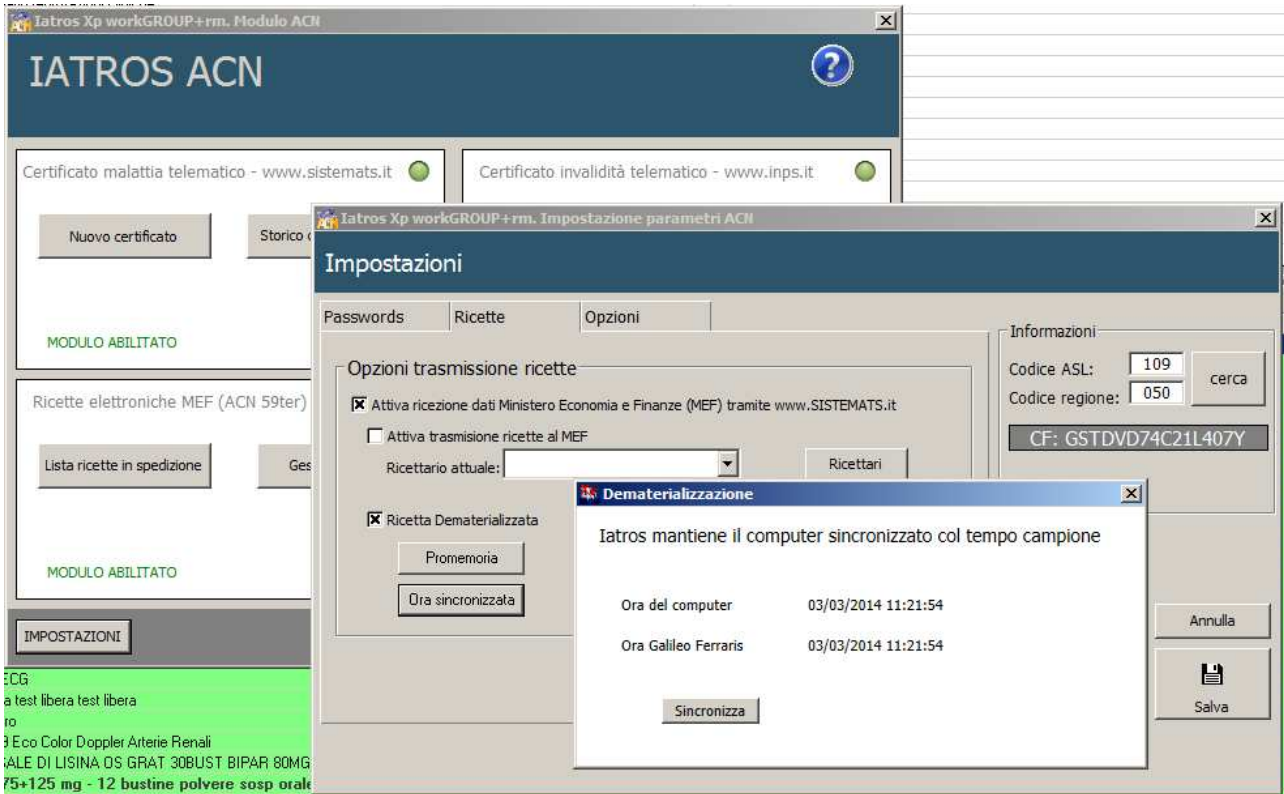 Iatros Xp workGROUP+rm. Modulo ACN
IATROS ACN
Certificato malattia telematico - www.sistemats.it
Certificato invalidità telematico - www.inps.it
Nuovo certificato
Storico
MODULO ABILITATO
Ricette elettroniche MEF (ACN 59ter)
Lista ricette in spedizione
Ges
MODULO ABILITATO
IMPOSTAZIONI
Iatros Xp workGROUP+rm. Impostazione parametri ACN
Impostazioni
Passwords
Ricette
Opzioni
Opzioni trasmissione ricette
Attiva ricezione dati Ministero Economia e Finanze (MEF) tramite www.SISTEMATS.it
Attiva trasmisione ricette al MEF
Ricettario attuale:
Ricettari
Ricetta Dematerializzata
Promemoria
Ora sincronizzata
Informazioni
Codice ASL: 109
Codice regione: 050
cerca
CF: GSTDVD74C21L407Y
Annulla
Salva
Dematerializzazione
Iatros mantiene il computer sincronizzato col tempo campione
Ora del computer 03/03/2014 11:21:54
Ora Galileo Ferraris 03/03/2014 11:21:54
Sincronizza
ECG
a test libera test libera
ro
9 Eco Color Doppler Arterie Renali
SALE DI LISINA OS GRAT 30BUST BIPAR 80MG
75+125 mg - 12 bustine polvere sosp orale